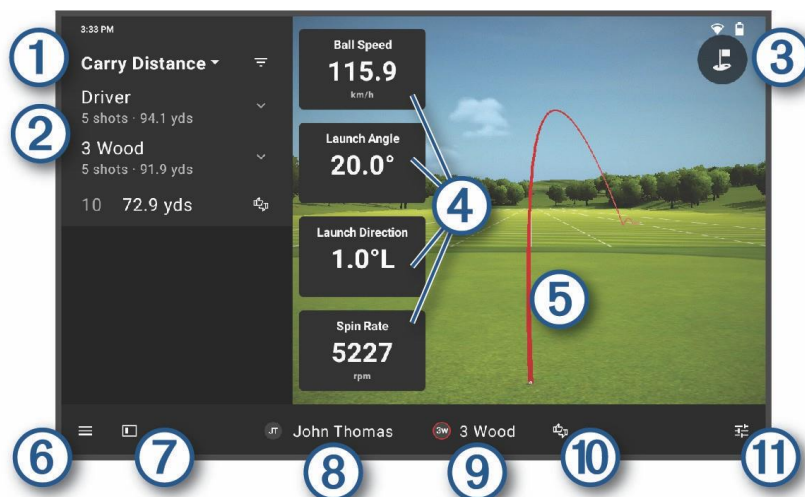 3:33 PM
Carry Distance
Driver
5 shots · 94.1 yds
3 Wood
5 shots · 91.9 yds
10 72.9 yds
Ball Speed
115.9
km/h
Launch Angle
20.0°
Launch Direction
1.0°L
Spin Rate
5227
rpm
JT John Thomas
3W 3 Wood
1
2
3
4
5
6
7
8
9
10
11